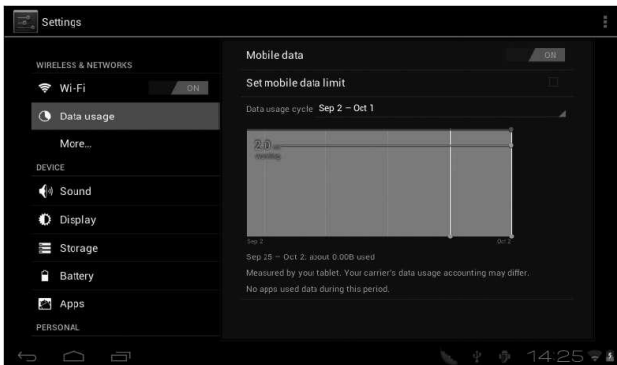 Settings
WIRELESS & NETWORKS
Wi-Fi
ON
Data usage
More...
DEVICE
Sound
Display
Storage
Battery
Apps
PERSONAL
Mobile data
ON
Set mobile data limit
Data usage cycle Sep 2 – Oct 1
2.0
warning
Sep 2
Oct 2
Sep 25 – Oct 2: about 0.00B used
Measured by your tablet. Your carrier's data usage accounting may differ.
No apps used data during this period.
14:25